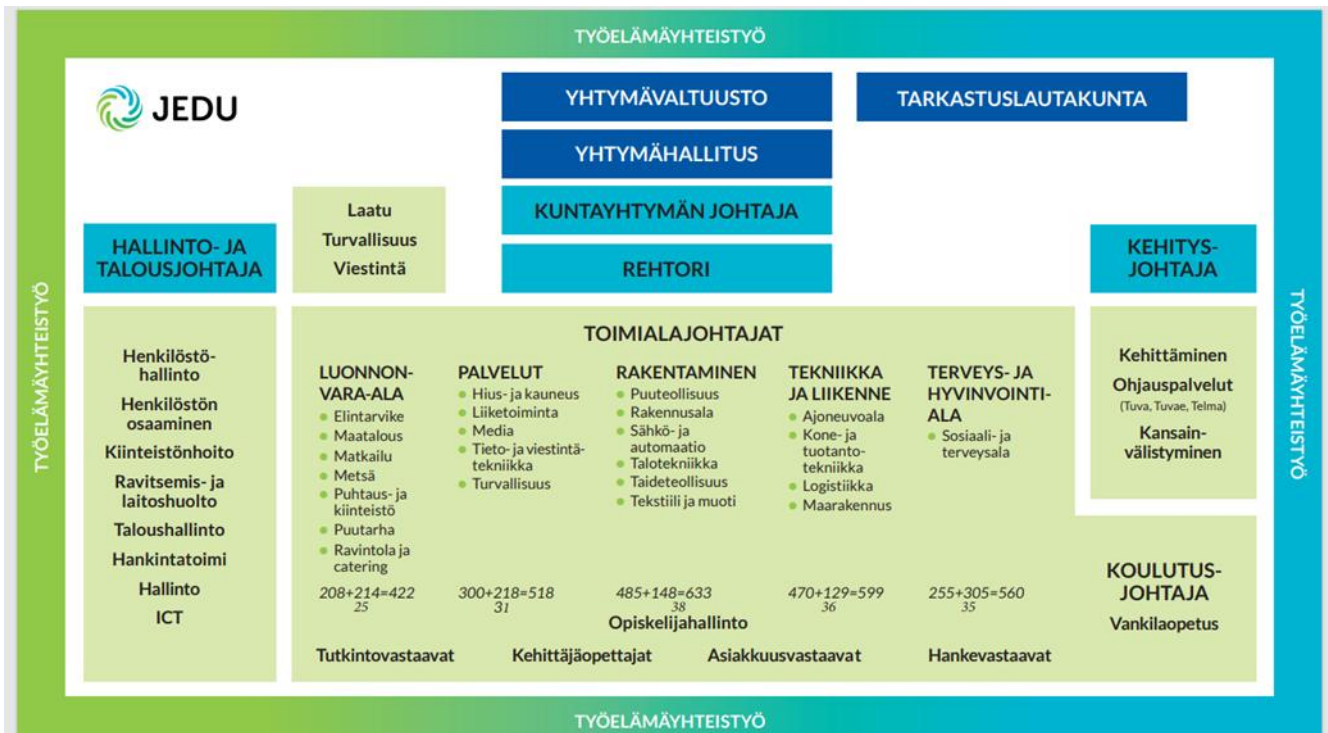 TYÖELÄMÄYHTEISTYÖ
JEDU
YHTYMÄVALTUUSTO
TARKASTUSLAUTAKUNTA
YHTYMÄHALLITUS
KUNTAYHTYMÄN JOHTAJA
REHTORI
Laatu
Turvallisuus
Viestintä
HALLINTO- JA
TALOUSJOHTAJA
KEHITYS-
JOHTAJA
TYÖELÄMÄYHTEISTYÖ
Henkilöstö-
hallinto
Henkilöstön
osaaminen
Kiinteistönhoito
Ravitsemis- ja
laitoshuolto
Taloushallinto
Hankintatoimi
Hallinto
ICT
TOIMIALAJOHTAJAT
LUONNON-
VARA-ALA
• Elintarvike
• Maatalous
• Matkailu
• Metsä
• Puhtaus- ja
kiinteistö
• Puutarha
• Ravintola ja
catering
208+214=422
25
PALVELUT
• Hius- ja kauneus
• Liiketoiminta
• Media
• Tieto- ja viestintä-
tekniikka
• Turvallisuus
300+218=518
31
RAKENTAMINEN
• Puuteollisuus
• Rakennusala
• Sähkö- ja
automaatio
• Talotekniikka
• Taideteollisuus
• Tekstiili ja muoti
485+148=633
38
TEKNIIKKA
JA LIIKENNE
• Ajoneuvoala
• Kone- ja
tuotanto-
tekniikka
• Logistiikka
• Maarakennus
470+129=599
36
TERVEYS- JA
HYVINVOINTI-
ALA
• Sosiaali- ja
terveysala
255+305=560
35
Opiskelijahallinto
Tutkintovastaavat
Kehittäjäopettajat
Asiakkuusvastaavat
Hankevastaavat
Kehittäminen
Ohjauspalvelut
(Tuva, Tuvae, Telma)
Kansain-
välistyminen
KOULUTUS-
JOHTAJA
Vankilaopetus
TYÖELÄMÄYHTEISTYÖ
TYÖELÄMÄYHTEISTYÖ